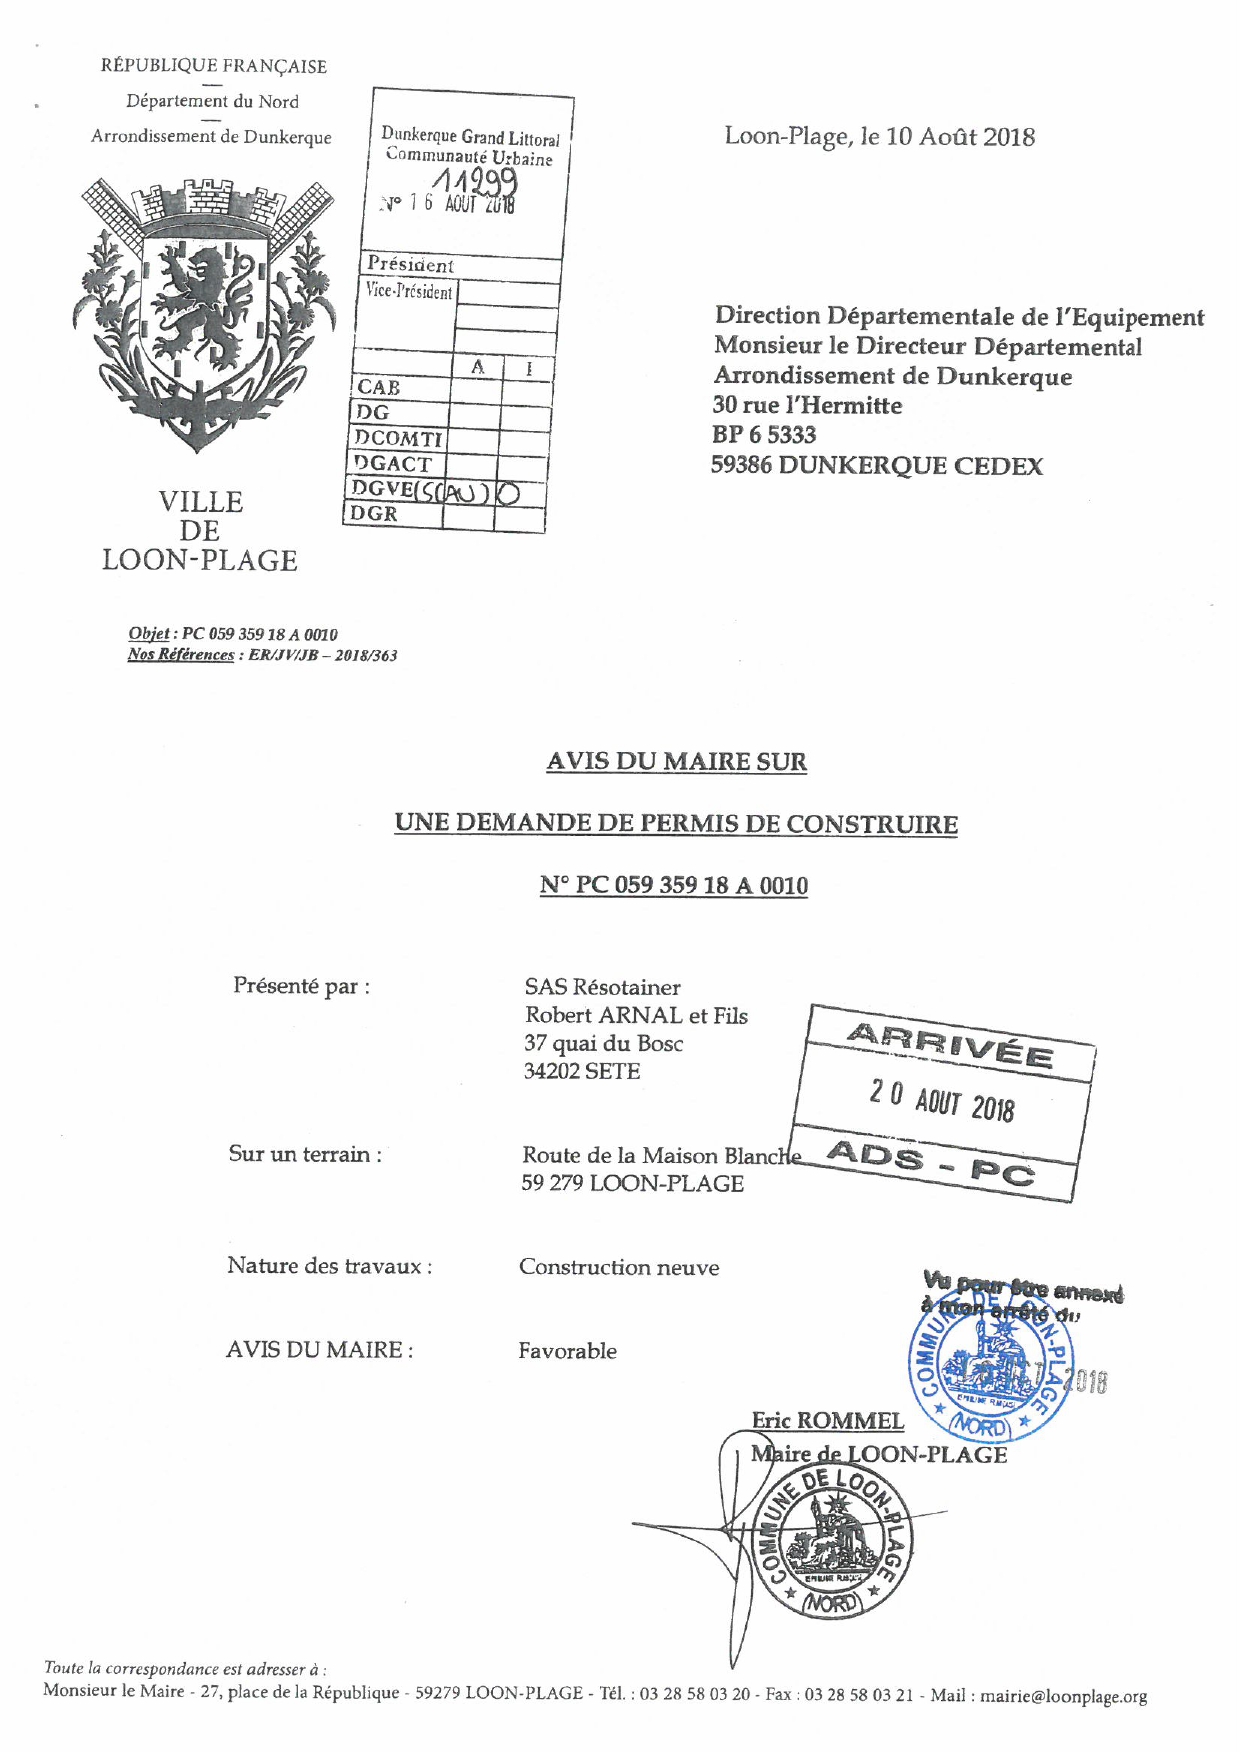 RÉPUBLIQUE FRANÇAISE
Département du Nord
Arrondissement de Dunkerque
VILLE
DE
LOON-PLAGE
Dunkerque Grand Littoral
Communauté Urbaine
11299
N° 16 AOUT 2018
Président
Vice-Président
A I
CAB
DG
DCOMTI
DGACT
DGVE(SCAU) O
DGR
Loon-Plage, le 10 Août 2018
Direction Départementale de l'Equipement
Monsieur le Directeur Départemental
Arrondissement de Dunkerque
30 rue l'Hermitte
BP 6 5333
59386 DUNKERQUE CEDEX
Objet : PC 059 359 18 A 0010
Nos Références : ER/JV/JB – 2018/363
AVIS DU MAIRE SUR
UNE DEMANDE DE PERMIS DE CONSTRUIRE
N° PC 059 359 18 A 0010
Présenté par : SAS Résotainer
Robert ARNAL et Fils
37 quai du Bosc
34202 SETE
ARRIVÉE
20 AOUT 2018
ADS - PC
Sur un terrain : Route de la Maison Blanche
59 279 LOON-PLAGE
Nature des travaux : Construction neuve
Vu pour être annexé
à mon arrêté du
2018
COMMUNE DE LOON-PLAGE
(NORD)
AVIS DU MAIRE : Favorable
Eric ROMMEL
Maire de LOON-PLAGE
COMMUNE DE LOON-PLAGE
(NORD)
Toute la correspondance est adresser à :
Monsieur le Maire - 27, place de la République - 59279 LOON-PLAGE - Tél. : 03 28 58 03 20 - Fax : 03 28 58 03 21 - Mail : mairie@loonplage.org